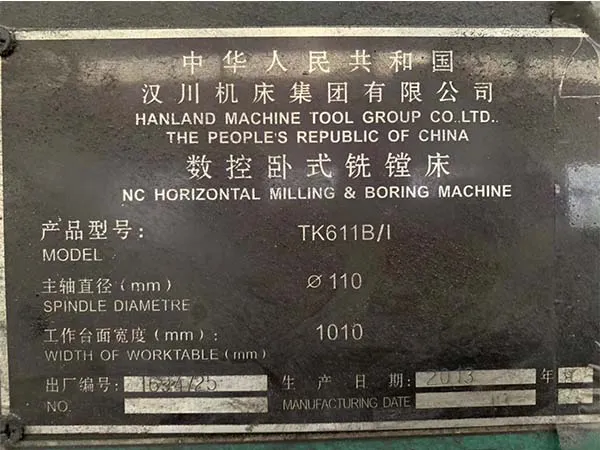 中华人民共和国
汉川机床集团有限公司
HANLAND MACHINE TOOL GROUP CO.,LTD.
THE PEOPLE'S REPUBLIC OF CHINA
数控卧式铣镗床
NC HORIZONTAL MILLING & BORING MACHINE
产品型号: TK611B/I
MODEL
主轴直径(mm) Ø110
SPINDLE DIAMETRE
工作台面宽度(mm): 1010
WIDTH OF WORKTABLE (mm)
出厂编号: 生产日期: 2013 年
NO. MANUFACTURING DATE